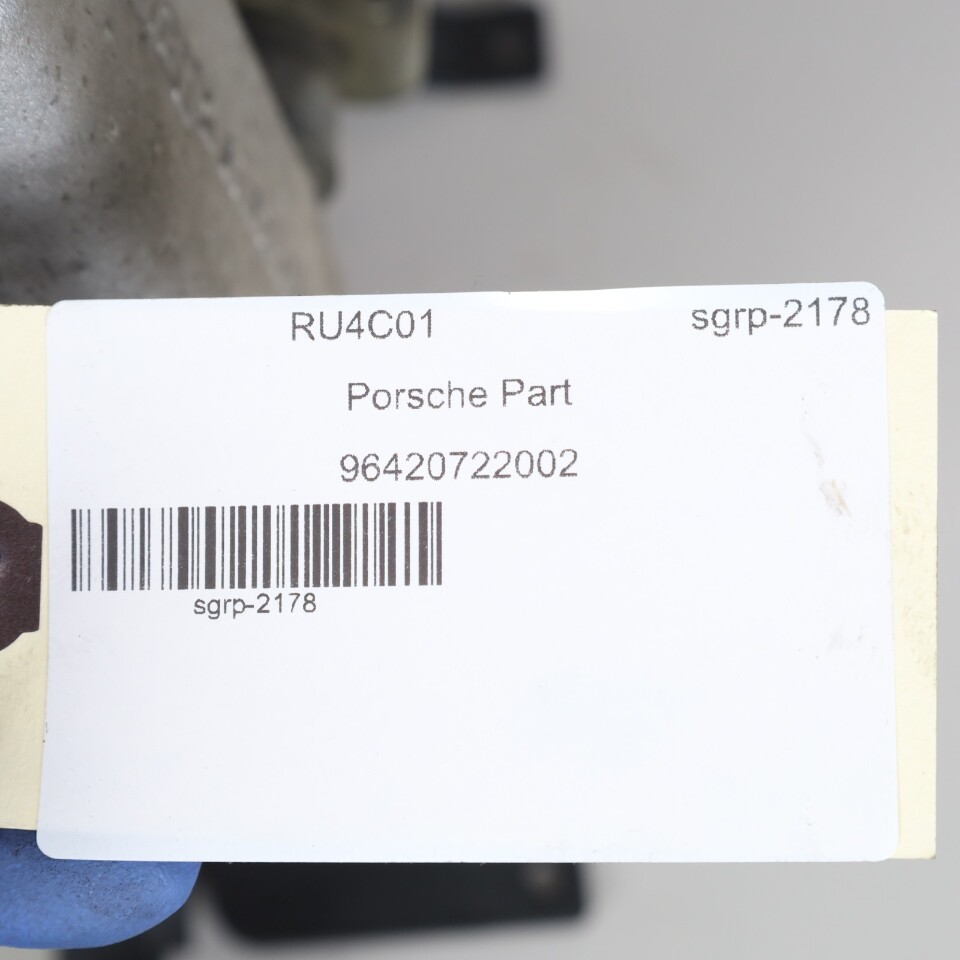 RU4C01 sgrp-2178
Porsche Part
96420722002
sgrp-2178